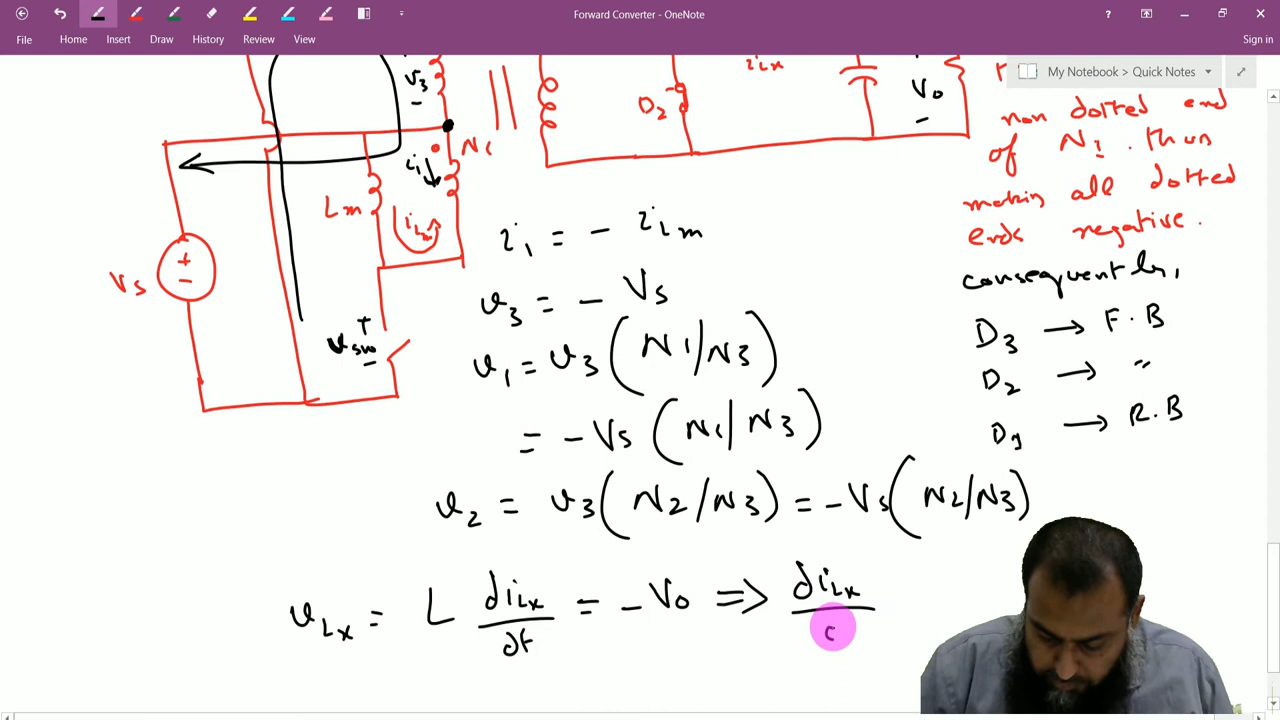 Forward Converter - OneNote
File Home Insert Draw History Review View
Sign in
My Notebook > Quick Notes
v3
-
iLx
D2
Vo
-
non dotted end
of N3. thus
making all dotted
ends negative.
consequently,
D3 → F.B
D2 → "
D1 → R.B
N1
i1
Lm
iLm
Vs
+
-
+
vsw
-
i1 = - iLm
v3 = - Vs
v1 = v3 (N1/N3)
= -Vs (N1/N3)
v2 = v3 (N2/N3) = -Vs (N2/N3)
vLx = L diLx/dt = - Vo => diLx